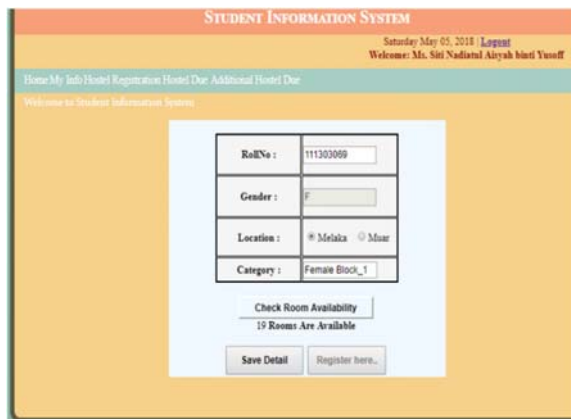 STUDENT INFORMATION SYSTEM
Saturday May 05, 2018 | Logout
Welcome: Ms. Siti Nadiatul Aisyah binti Yusoff
Home My Info Hostel Registration Hostel Due Additional Hostel Due
Welcome to Student Information System
RollNo : 111303069
Gender : F
Location : Melaka Muar
Category : Female Block_1
Check Room Availability
19 Rooms Are Available
Save Detail Register here..